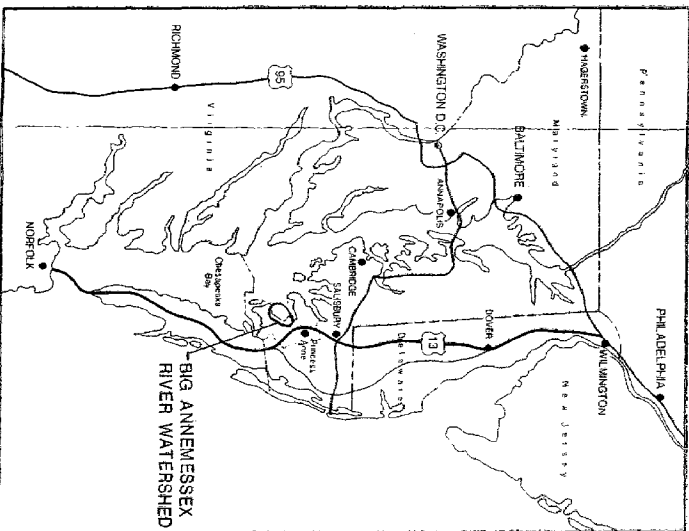 Pennsylvania
HAGERSTOWN
Maryland
BALTIMORE
PHILADELPHIA
WILMINGTON
New Jersey
WASHINGTON D.C.
ANNAPOLIS
DOVER
13
Delaware
RICHMOND
95
Virginia
CAMBRIDGE
SALISBURY
Princess
Anne
Chesapeake
Bay
NORFOLK
BIG ANNEMESSEX
RIVER WATERSHED